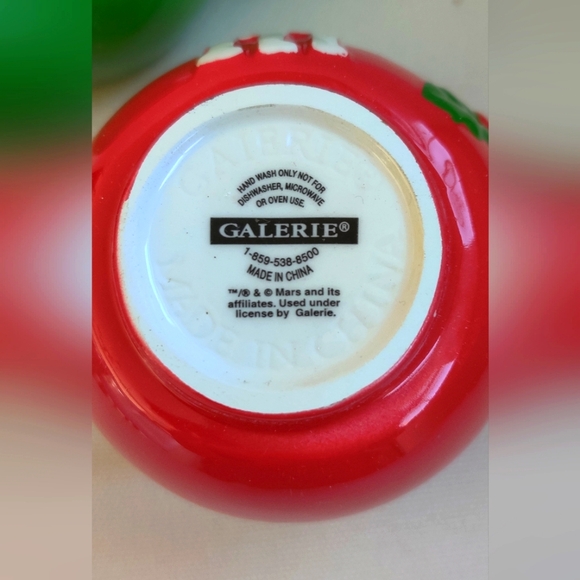 HAND WASH ONLY NOT FOR
DISHWASHER, MICROWAVE
OR OVEN USE.
GALERIE®
1-859-538-8500
MADE IN CHINA
™/® & © Mars and its
affiliates. Used under
license by Galerie.
MADE IN CHINA